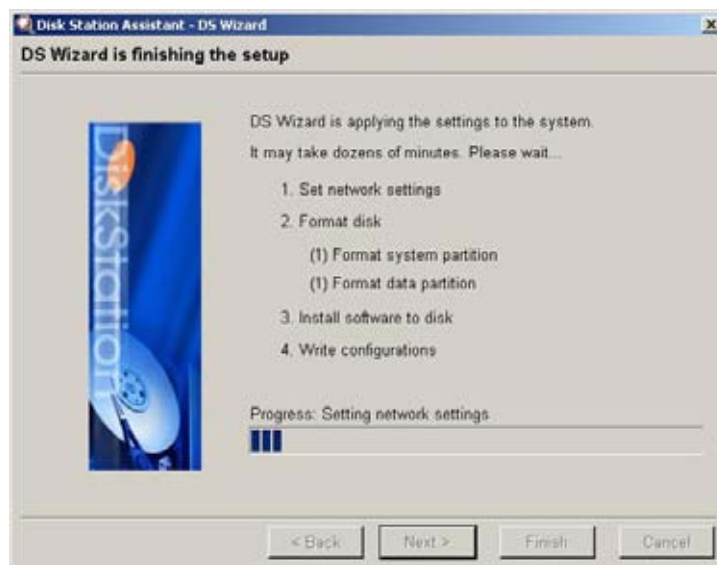 Disk Station Assistant - DS Wizard
DS Wizard is finishing the setup
DiskStation
DS Wizard is applying the settings to the system.
It may take dozens of minutes. Please wait...
1. Set network settings
2. Format disk
(1) Format system partition
(1) Format data partition
3. Install software to disk
4. Write configurations
Progress: Setting network settings
< Back
Next >
Finish
Cancel